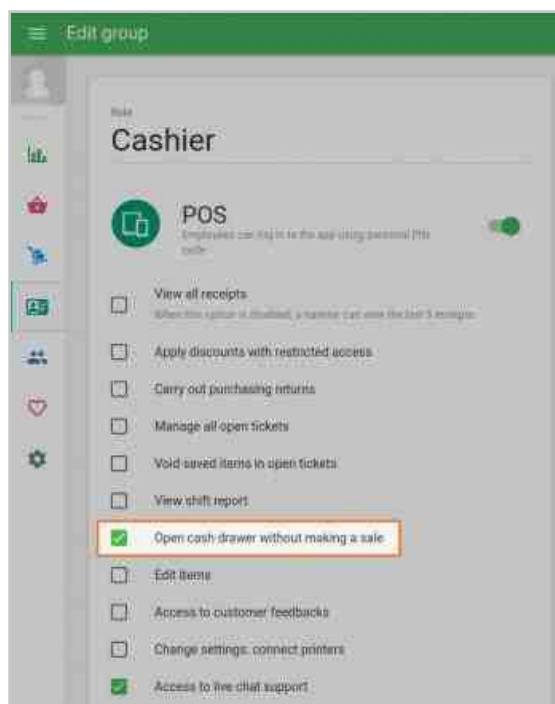 Edit group
Role
Cashier
POS
Employees can log in to the app using personal PIN
code
View all receipts
When this option is disabled, a cashier can view the last 5 receipts
Apply discounts with restricted access
Carry out purchasing returns
Manage all open tickets
Void saved items in open tickets
View shift report
Open cash drawer without making a sale
Edit items
Access to customer feedbacks
Change settings: connect printers
Access to live chat support